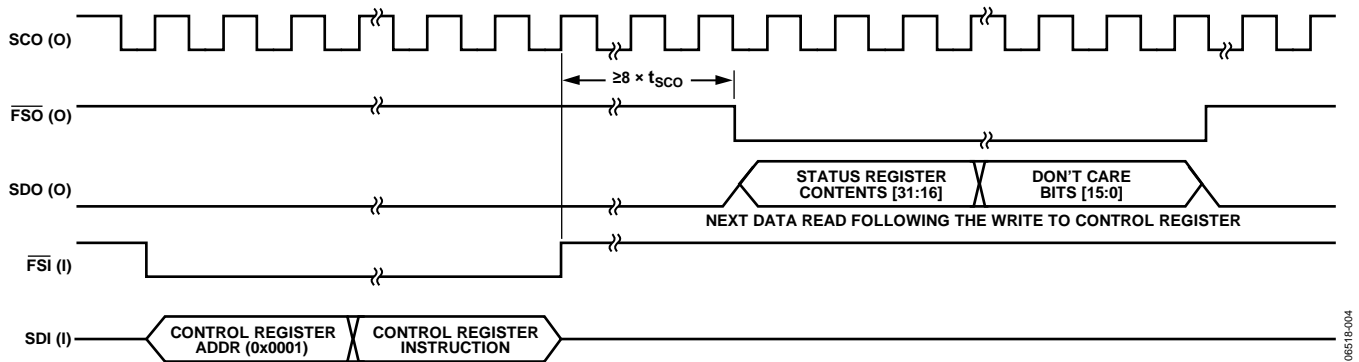 SCO (O)
≥8 × tSCO
FSO (O)
SDO (O)
STATUS REGISTER
CONTENTS [31:16]
DON'T CARE
BITS [15:0]
NEXT DATA READ FOLLOWING THE WRITE TO CONTROL REGISTER
FSI (I)
SDI (I)
CONTROL REGISTER
ADDR (0x0001)
CONTROL REGISTER
INSTRUCTION
06518-004